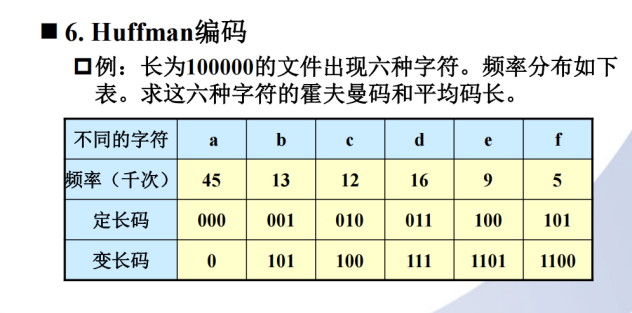 6. Huffman编码
例：长为100000的文件出现六种字符。频率分布如下
表。求这六种字符的霍夫曼码和平均码长。
不同的字符 a b c d e f
频率（千次） 45 13 12 16 9 5
定长码 000 001 010 011 100 101
变长码 0 101 100 111 1101 1100